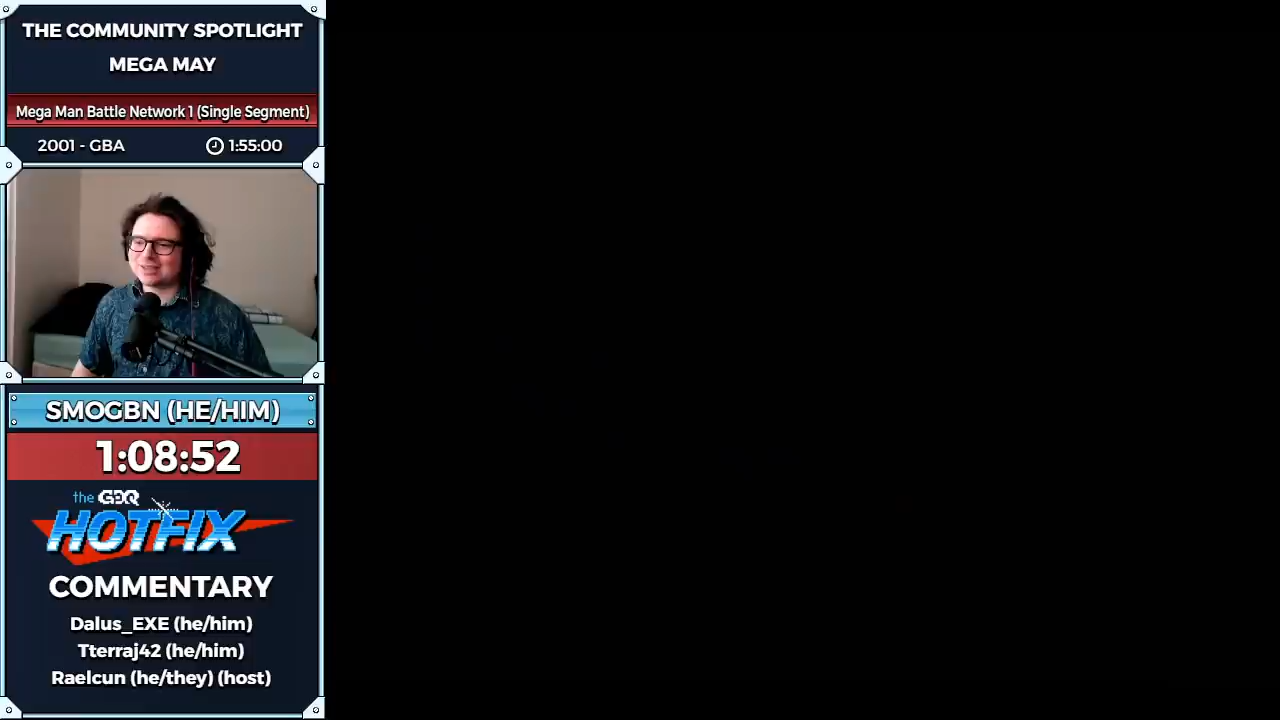 THE COMMUNITY SPOTLIGHT
MEGA MAY
Mega Man Battle Network 1 (Single Segment)
2001 - GBA
1:55:00
SMOGBN (HE/HIM)
1:08:52
the GDQ
HOTFIX
COMMENTARY
Dalus_EXE (he/him)
Tterraj42 (he/him)
Raelcun (he/they) (host)